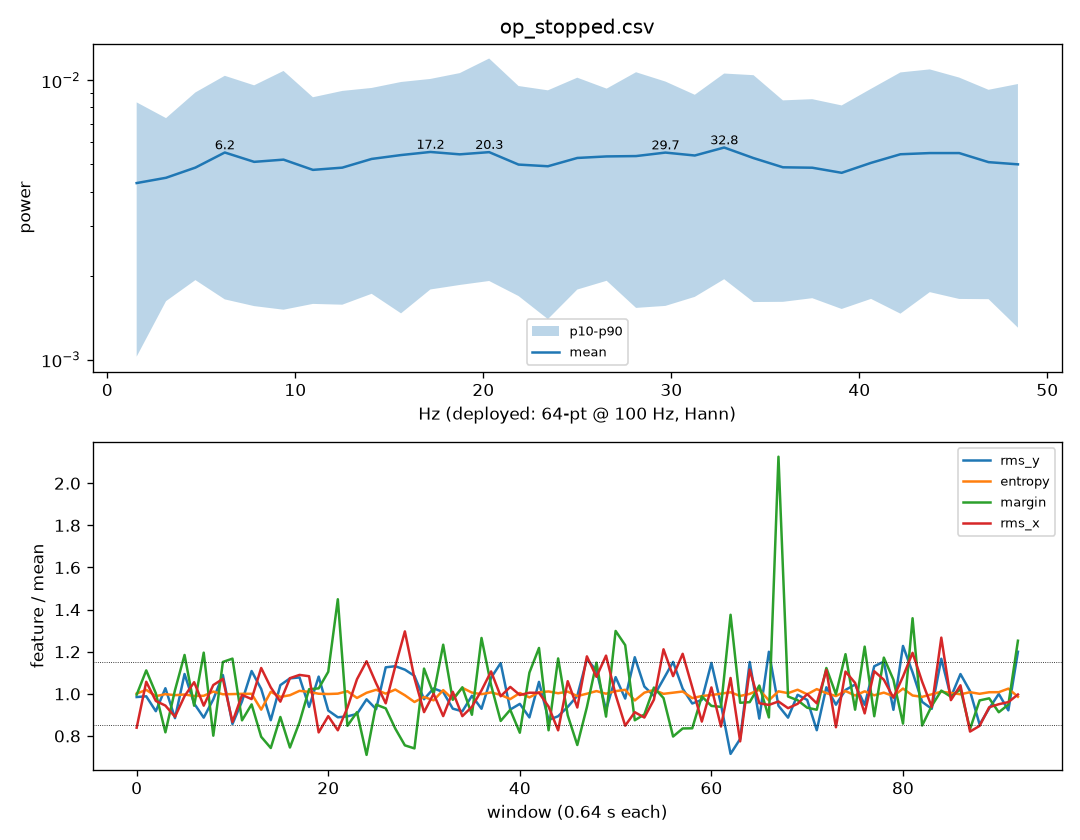 op_stopped.csv
10⁻²
10⁻³
power
6.2
17.2
20.3
29.7
32.8
p10-p90
mean
0
10
20
30
40
50
Hz (deployed: 64-pt @ 100 Hz, Hann)
2.0
1.8
1.6
1.4
1.2
1.0
0.8
feature / mean
rms_y
entropy
margin
rms_x
0
20
40
60
80
window (0.64 s each)